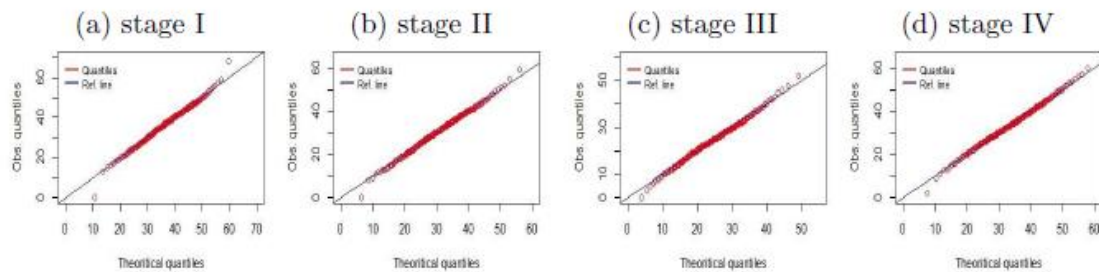 (a) stage I
(b) stage II
(c) stage III
(d) stage IV
Quantiles
Ref. line
Obs. quantiles
0 20 40 60
0 10 20 30 40 50 60 70
Theoritical quantiles
Quantiles
Ref. line
Obs. quantiles
0 20 40 60
0 10 20 30 40 50 60
Theoritical quantiles
Quantiles
Ref. line
Obs. quantiles
0 10 30 50
0 10 20 30 40 50
Theoritical quantiles
Quantiles
Ref. line
Obs. quantiles
0 20 40 60
0 10 20 30 40 50 60
Theoritical quantiles